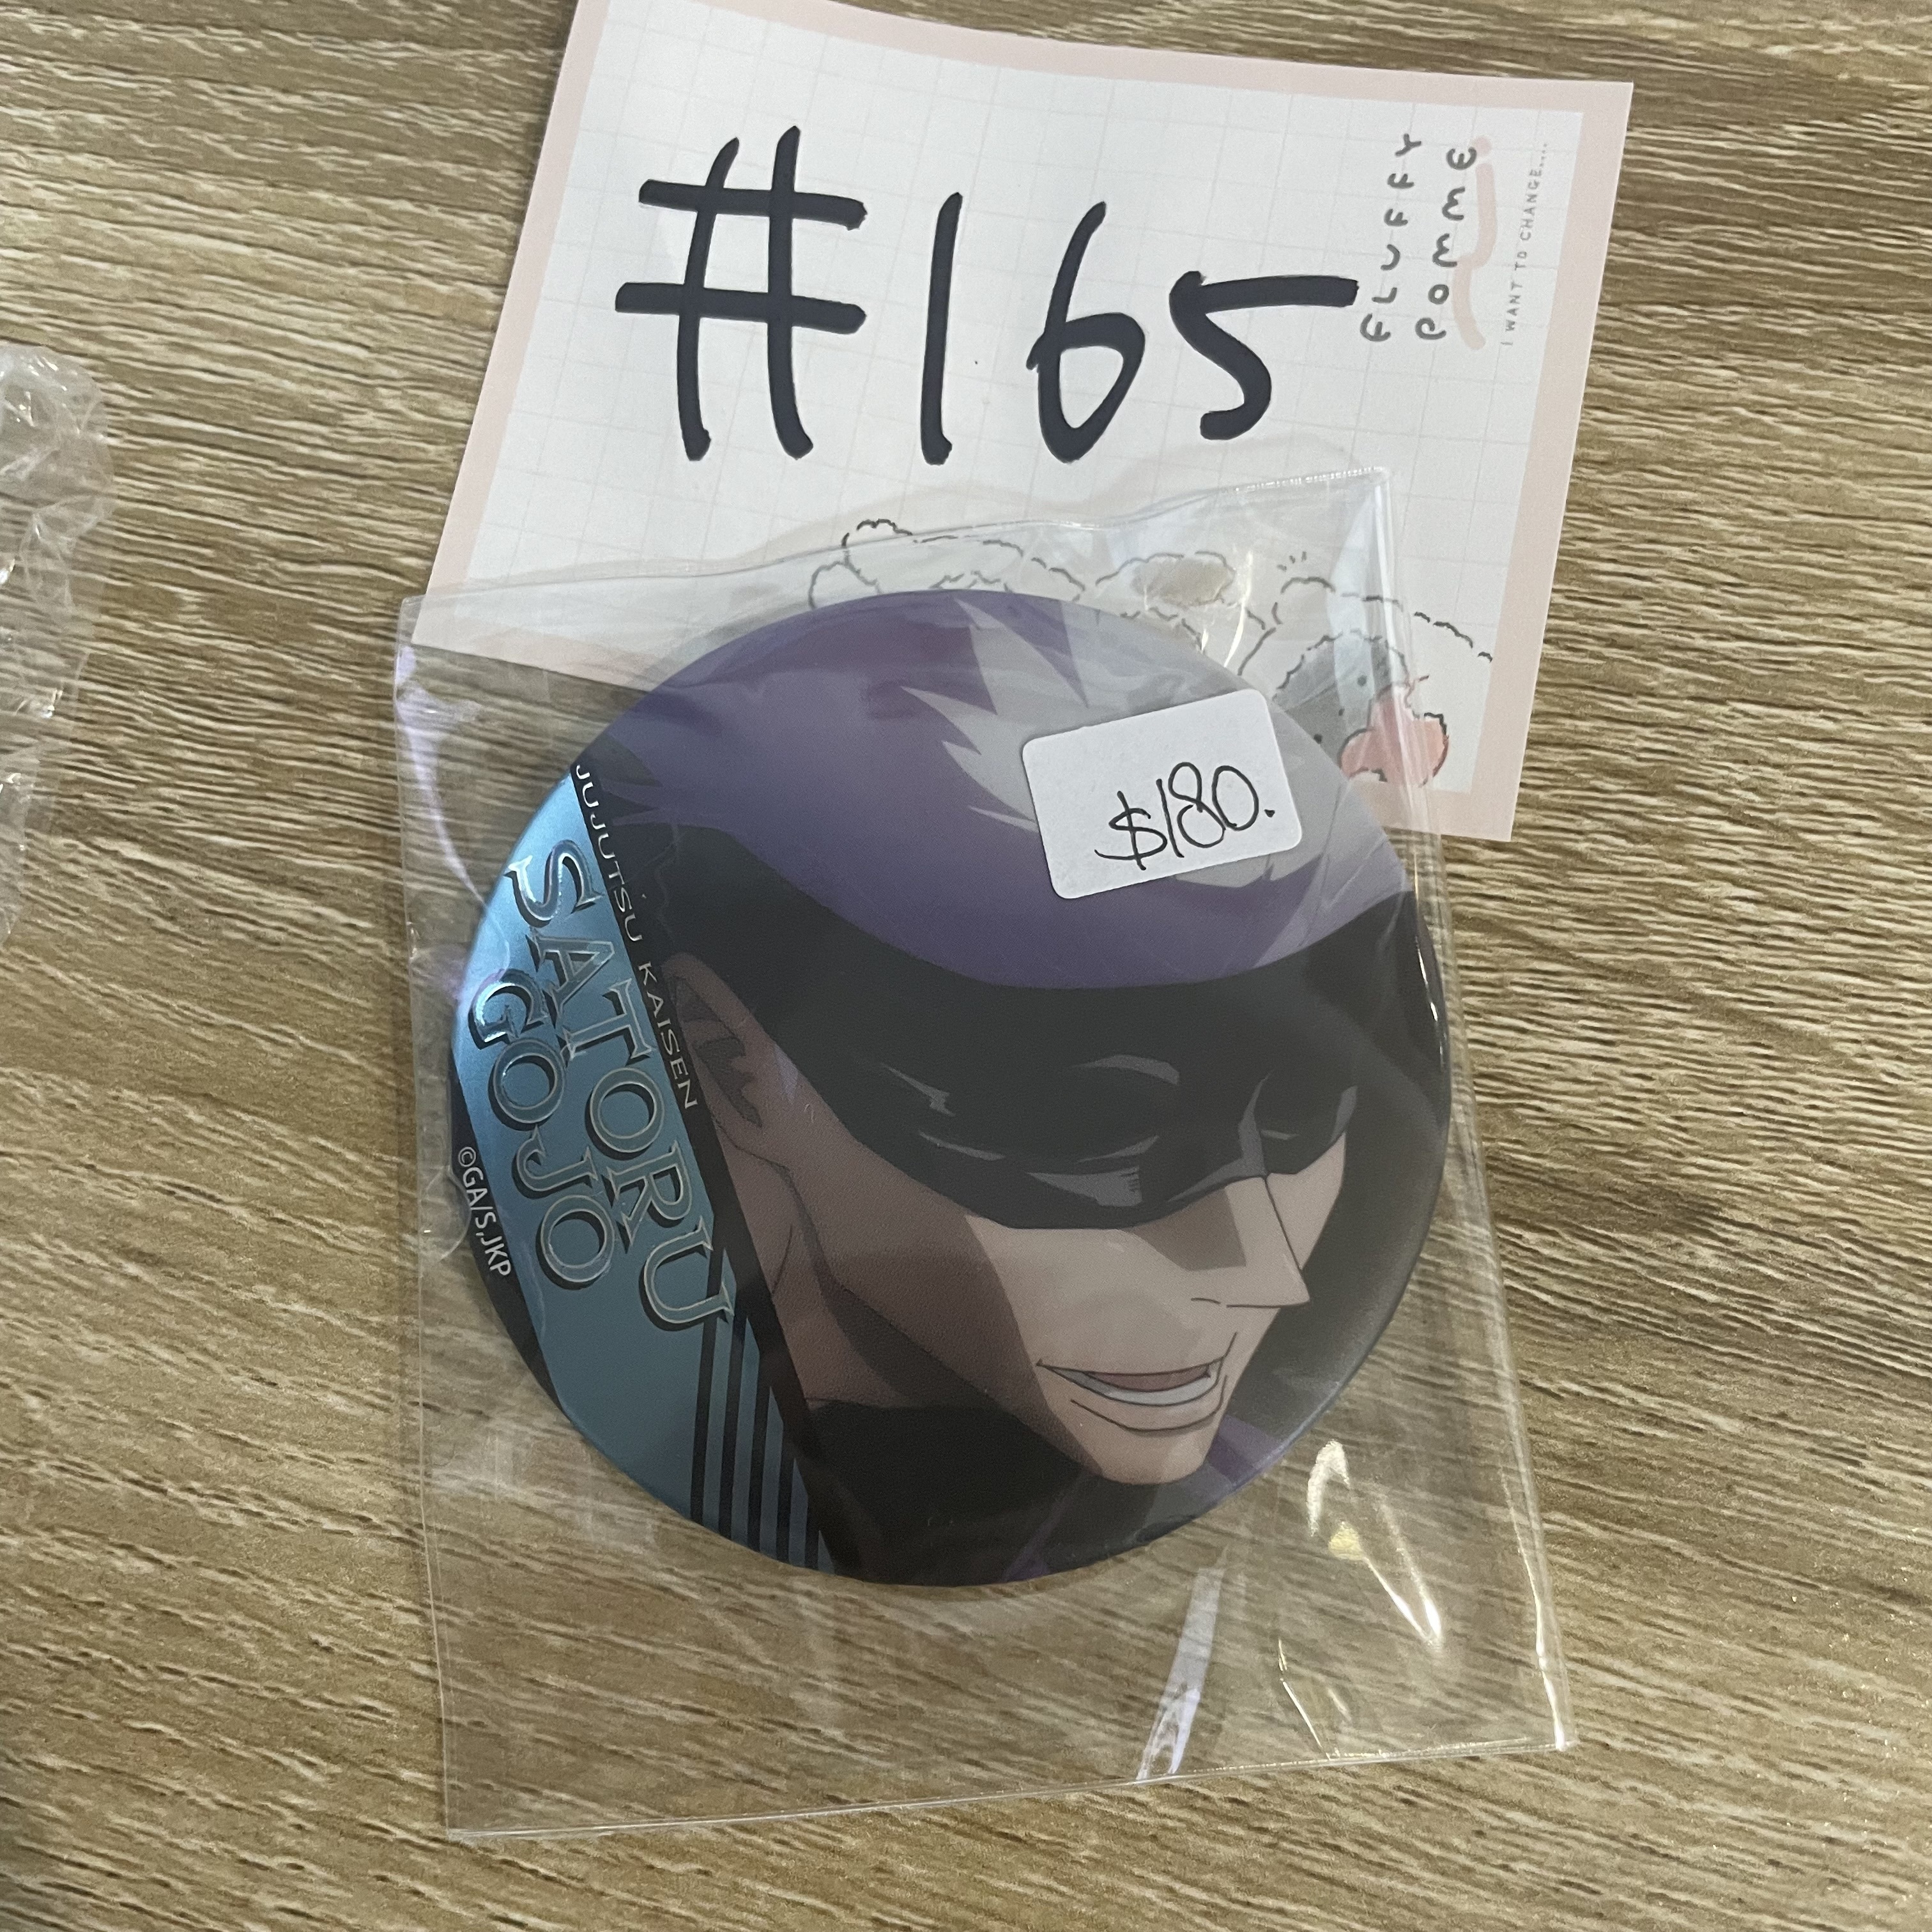 #165
FLUFFY
POMME
I WANT TO CHANGE....
$180.
JUJUTSU KAISEN
SATORU
GOJO
©GA/S,JKP